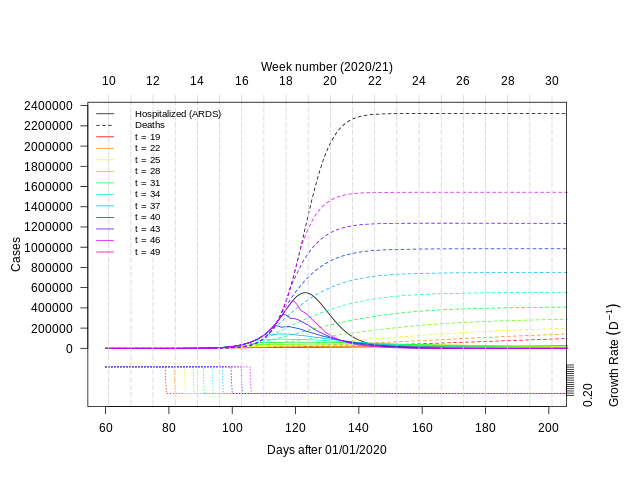 Week number (2020/21)
10 12 14 16 18 20 22 24 26 28 30
2400000
2200000
2000000
1800000
1600000
1400000
1200000
1000000
800000
600000
400000
200000
0
Cases
Hospitalized (ARDS)
Deaths
t = 19
t = 22
t = 25
t = 28
t = 31
t = 34
t = 37
t = 40
t = 43
t = 46
t = 49
0.20
Growth Rate (D⁻¹)
60 80 100 120 140 160 180 200
Days after 01/01/2020